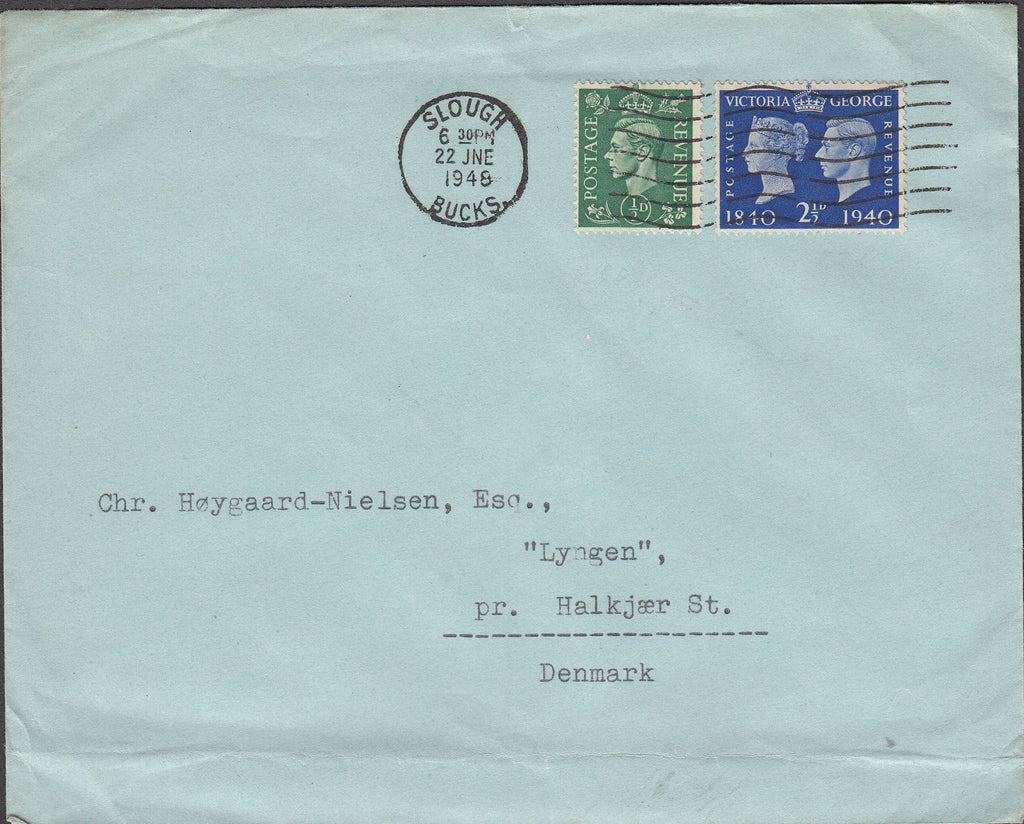 SLOUGH
6 30PM
22 JNE
1948
BUCKS.
POSTAGE
REVENUE
½D
VICTORIA GEORGE
POSTAGE
REVENUE
1840 2½D 1940
Chr. Høygaard-Nielsen, Esq.,
"Lyngen",
pr. Halkjær St.
--------------------
Denmark